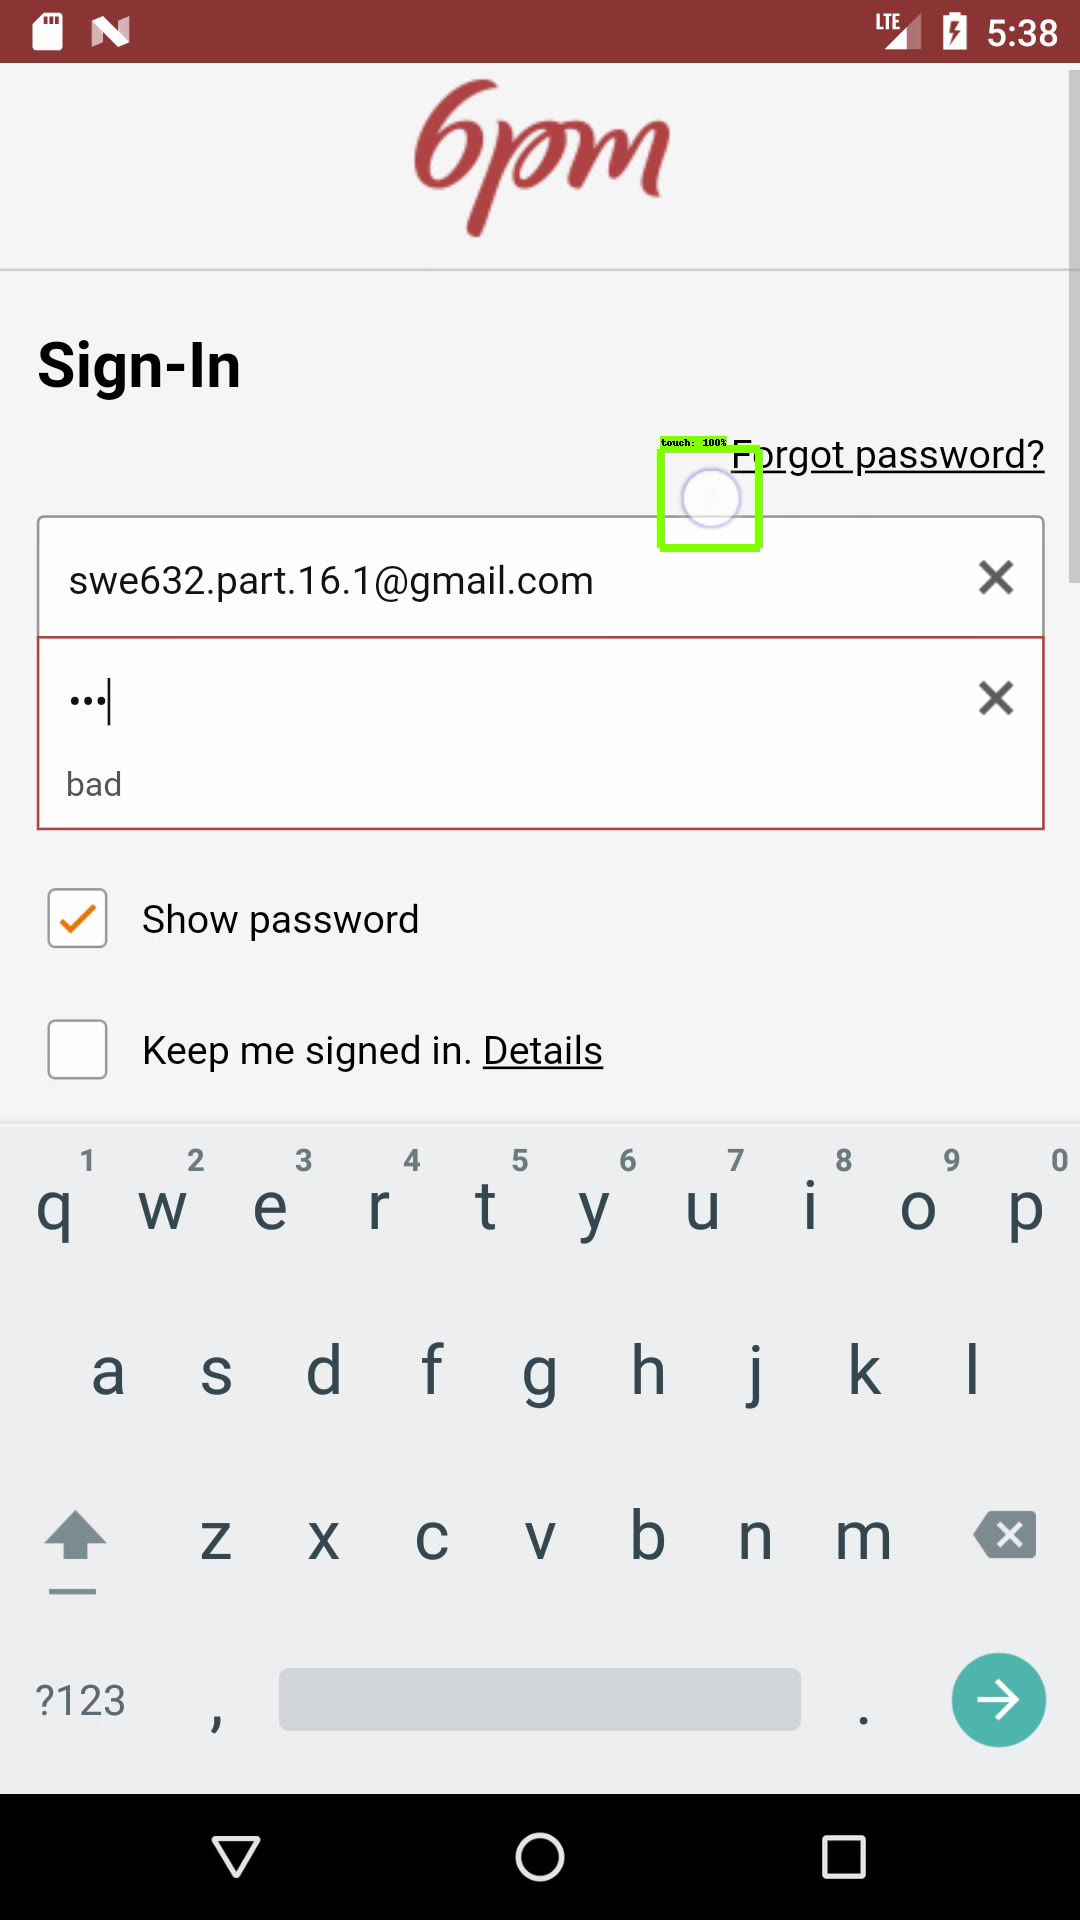 LTE 5:38
6pm
Sign-In
touch: 100%
Forgot password?
swe632.part.16.1@gmail.com
•••
bad
Show password
Keep me signed in. Details
1 2 3 4 5 6 7 8 9 0
q w e r t y u i o p
a s d f g h j k l
z x c v b n m
?123 , .